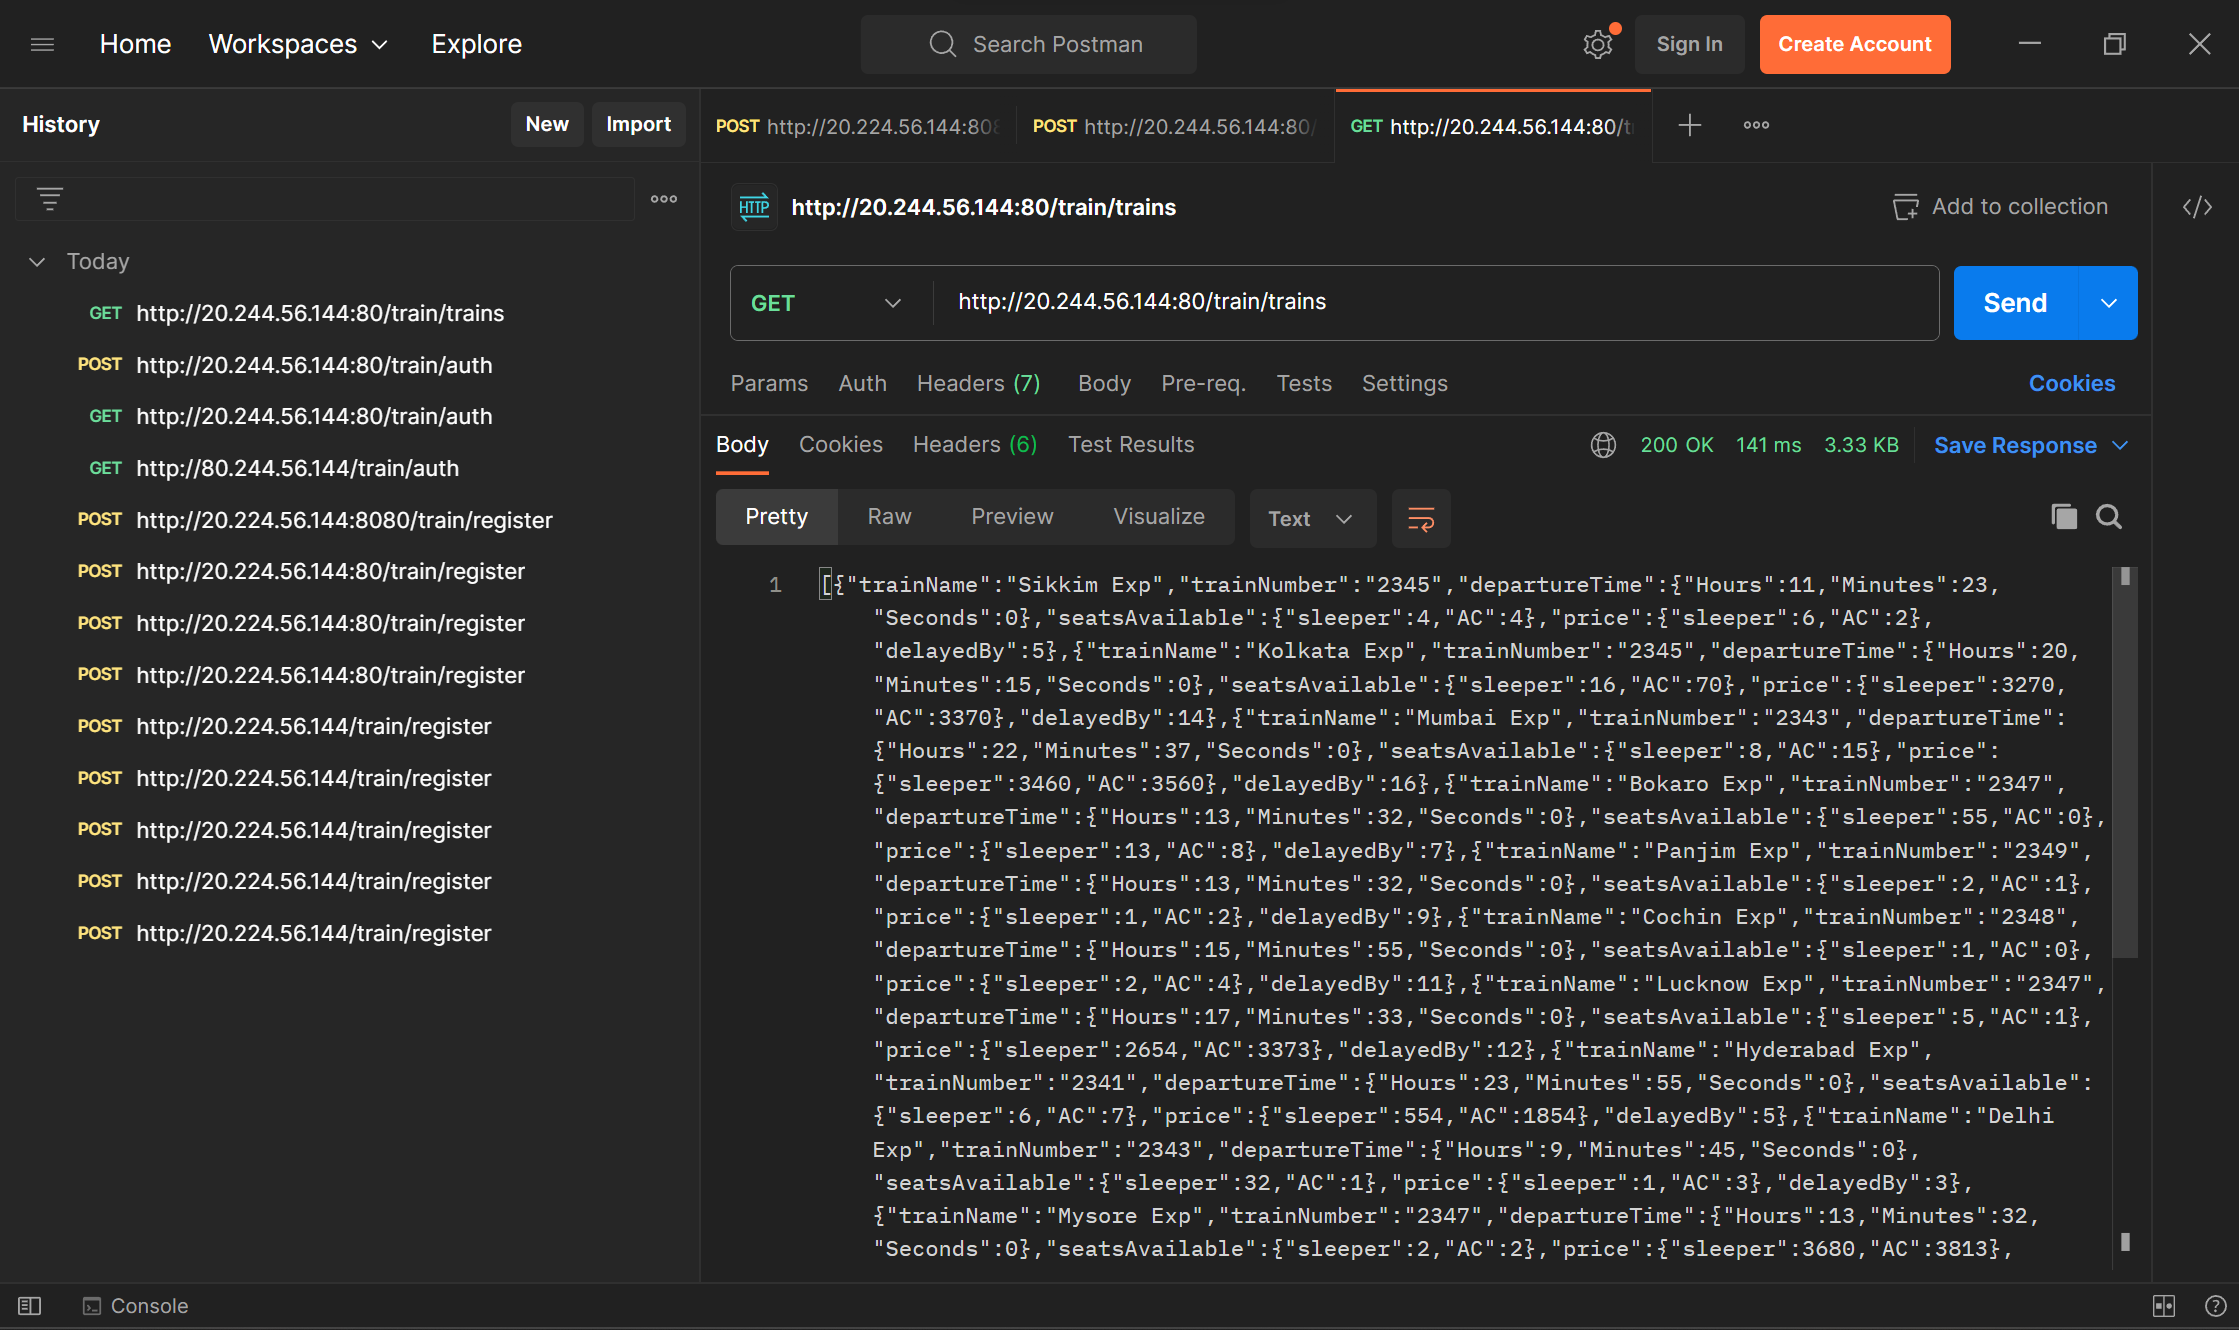 Home Workspaces Explore Search Postman Sign In Create Account
History New Import
Today
GET http://20.244.56.144:80/train/trains
POST http://20.244.56.144:80/train/auth
GET http://20.244.56.144:80/train/auth
GET http://80.244.56.144/train/auth
POST http://20.224.56.144:8080/train/register
POST http://20.224.56.144:80/train/register
POST http://20.224.56.144:80/train/register
POST http://20.224.56.144:80/train/register
POST http://20.224.56.144/train/register
POST http://20.224.56.144/train/register
POST http://20.224.56.144/train/register
POST http://20.224.56.144/train/register
POST http://20.224.56.144/train/register
POST http://20.224.56.144:808 POST http://20.244.56.144:80/ GET http://20.244.56.144:80/t
HTTP http://20.244.56.144:80/train/trains Add to collection </>
GET http://20.244.56.144:80/train/trains Send
Params Auth Headers (7) Body Pre-req. Tests Settings Cookies
Body Cookies Headers (6) Test Results 200 OK 141 ms 3.33 KB Save Response
Pretty Raw Preview Visualize Text
1 [{"trainName":"Sikkim Exp","trainNumber":"2345","departureTime":{"Hours":11,"Minutes":23,
"Seconds":0},"seatsAvailable":{"sleeper":4,"AC":4},"price":{"sleeper":6,"AC":2},
"delayedBy":5},{"trainName":"Kolkata Exp","trainNumber":"2345","departureTime":{"Hours":20,
"Minutes":15,"Seconds":0},"seatsAvailable":{"sleeper":16,"AC":70},"price":{"sleeper":3270,
"AC":3370},"delayedBy":14},{"trainName":"Mumbai Exp","trainNumber":"2343","departureTime":
{"Hours":22,"Minutes":37,"Seconds":0},"seatsAvailable":{"sleeper":8,"AC":15},"price":
{"sleeper":3460,"AC":3560},"delayedBy":16},{"trainName":"Bokaro Exp","trainNumber":"2347",
"departureTime":{"Hours":13,"Minutes":32,"Seconds":0},"seatsAvailable":{"sleeper":55,"AC":0},
"price":{"sleeper":13,"AC":8},"delayedBy":7},{"trainName":"Panjim Exp","trainNumber":"2349",
"departureTime":{"Hours":13,"Minutes":32,"Seconds":0},"seatsAvailable":{"sleeper":2,"AC":1},
"price":{"sleeper":1,"AC":2},"delayedBy":9},{"trainName":"Cochin Exp","trainNumber":"2348",
"departureTime":{"Hours":15,"Minutes":55,"Seconds":0},"seatsAvailable":{"sleeper":1,"AC":0},
"price":{"sleeper":2,"AC":4},"delayedBy":11},{"trainName":"Lucknow Exp","trainNumber":"2347",
"departureTime":{"Hours":17,"Minutes":33,"Seconds":0},"seatsAvailable":{"sleeper":5,"AC":1},
"price":{"sleeper":2654,"AC":3373},"delayedBy":12},{"trainName":"Hyderabad Exp",
"trainNumber":"2341","departureTime":{"Hours":23,"Minutes":55,"Seconds":0},"seatsAvailable":
{"sleeper":6,"AC":7},"price":{"sleeper":554,"AC":1854},"delayedBy":5},{"trainName":"Delhi
Exp","trainNumber":"2343","departureTime":{"Hours":9,"Minutes":45,"Seconds":0},
"seatsAvailable":{"sleeper":32,"AC":1},"price":{"sleeper":1,"AC":3},"delayedBy":3},
{"trainName":"Mysore Exp","trainNumber":"2347","departureTime":{"Hours":13,"Minutes":32,
"Seconds":0},"seatsAvailable":{"sleeper":2,"AC":2},"price":{"sleeper":3680,"AC":3813},
Console